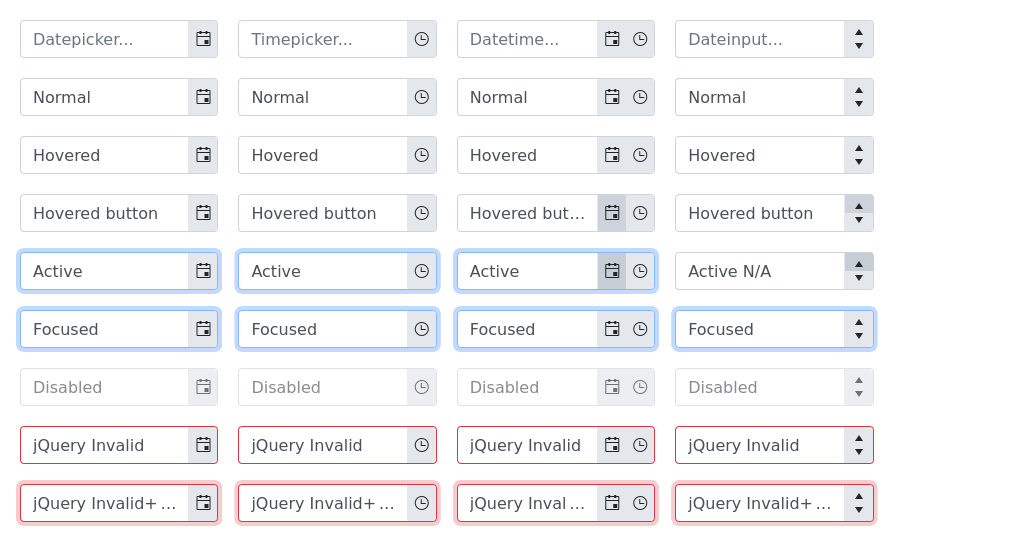 Datepicker... Timepicker... Datetime... Dateinput...
Normal Normal Normal Normal
Hovered Hovered Hovered Hovered
Hovered button Hovered button Hovered but... Hovered button
Active Active Active Active N/A
Focused Focused Focused Focused
Disabled Disabled Disabled Disabled
jQuery Invalid jQuery Invalid jQuery Invalid jQuery Invalid
jQuery Invalid+ ... jQuery Invalid+ ... jQuery Inval ... jQuery Invalid+ ...